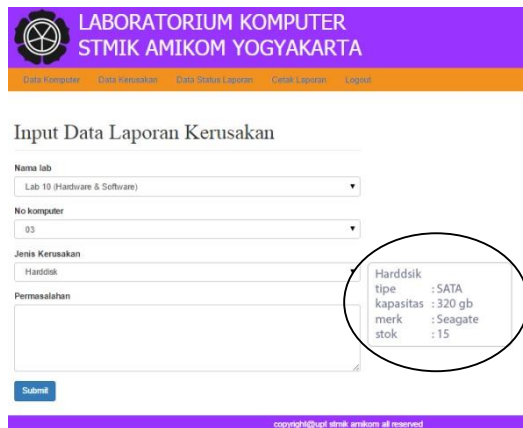 LABORATORIUM KOMPUTER
STMIK AMIKOM YOGYAKARTA
Data Komputer Data Kerusakan Data Status Laporan Cetak Laporan Logout
Input Data Laporan Kerusakan
Nama lab
Lab 10 (Hardware & Software)
No komputer
03
Jenis Kerusakan
Harddisk
Harddsik
tipe : SATA
kapasitas : 320 gb
merk : Seagate
stok : 15
Permasalahan
Submit
copyright@upt stmik amikom all reserved